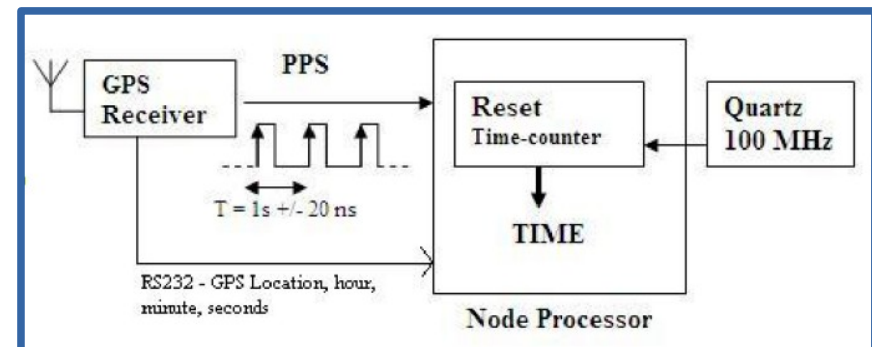 GPS
Receiver
PPS
T = 1s +/- 20 ns
RS232 - GPS Location, hour,
minute, seconds
Reset
Time-counter
TIME
Node Processor
Quartz
100 MHz